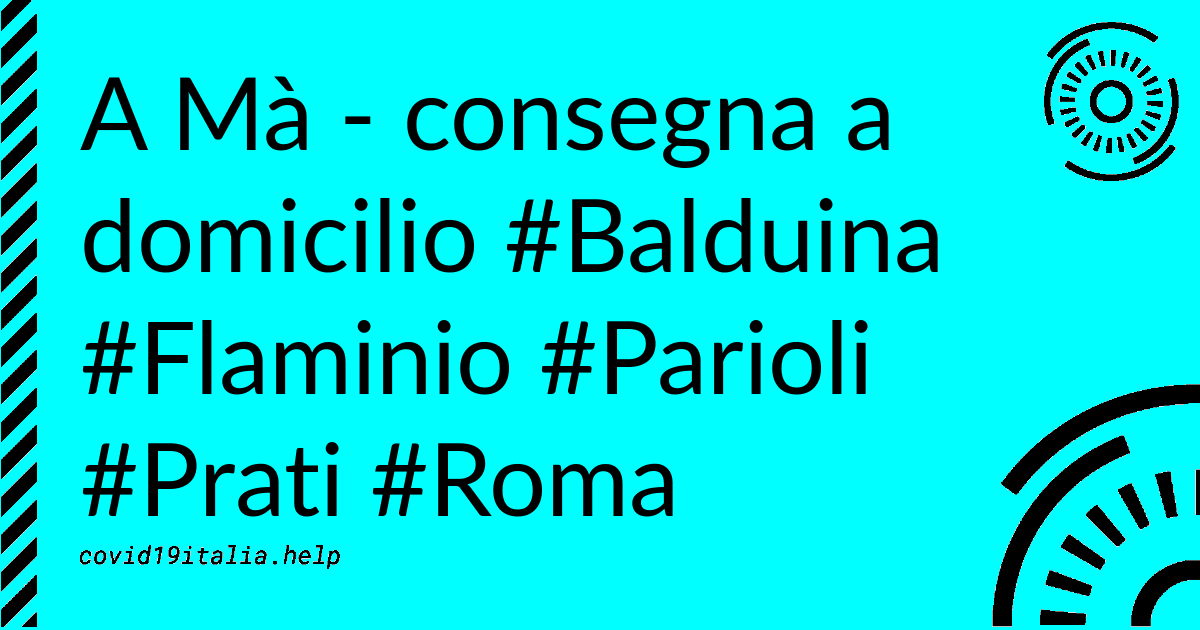 A Mà - consegna a
domicilio #Balduina
#Flaminio #Parioli
#Prati #Roma
covid19italia.help